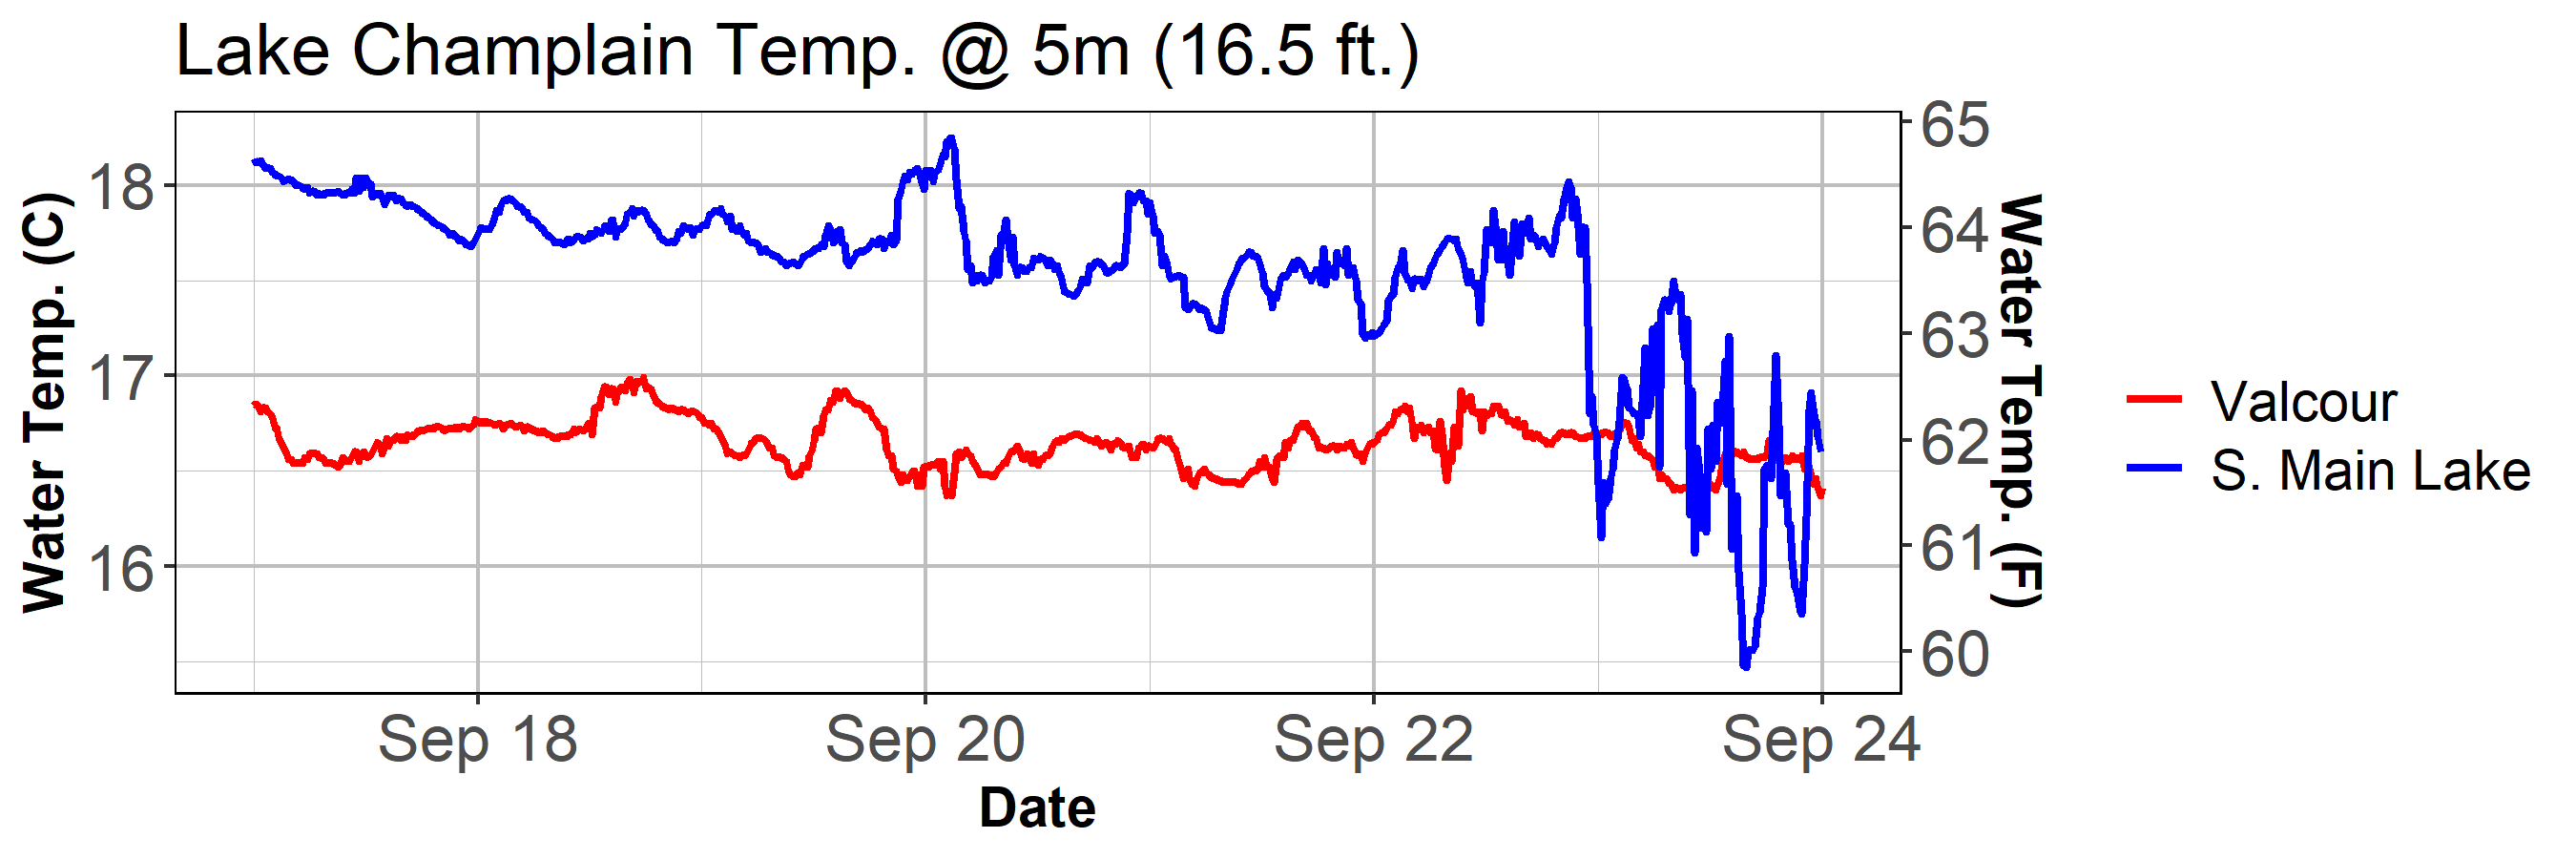 Lake Champlain Temp. @ 5m (16.5 ft.)
Water Temp. (C)
18
17
16
65
64
63
62
61
60
Water Temp. (F)
Sep 18
Sep 20
Sep 22
Sep 24
Date
Valcour
S. Main Lake